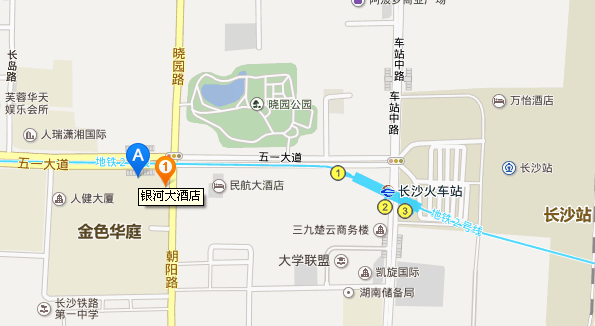 阿波罗商业广场
长岛路
晓园路
车站中路
芙蓉华天
娱乐会所
晓园公园
车站中路
万怡酒店
人瑞潇湘国际
A
1
地铁2
五一大道
五一大道
长沙站
1
银河大酒店
民航大酒店
长沙火车站
人健大厦
2
3
地铁2号线
长沙站
金色华庭
三九楚云商务楼
朝阳路
大学联盟
凯旋国际
湖南储备局
长沙铁路
第一中学